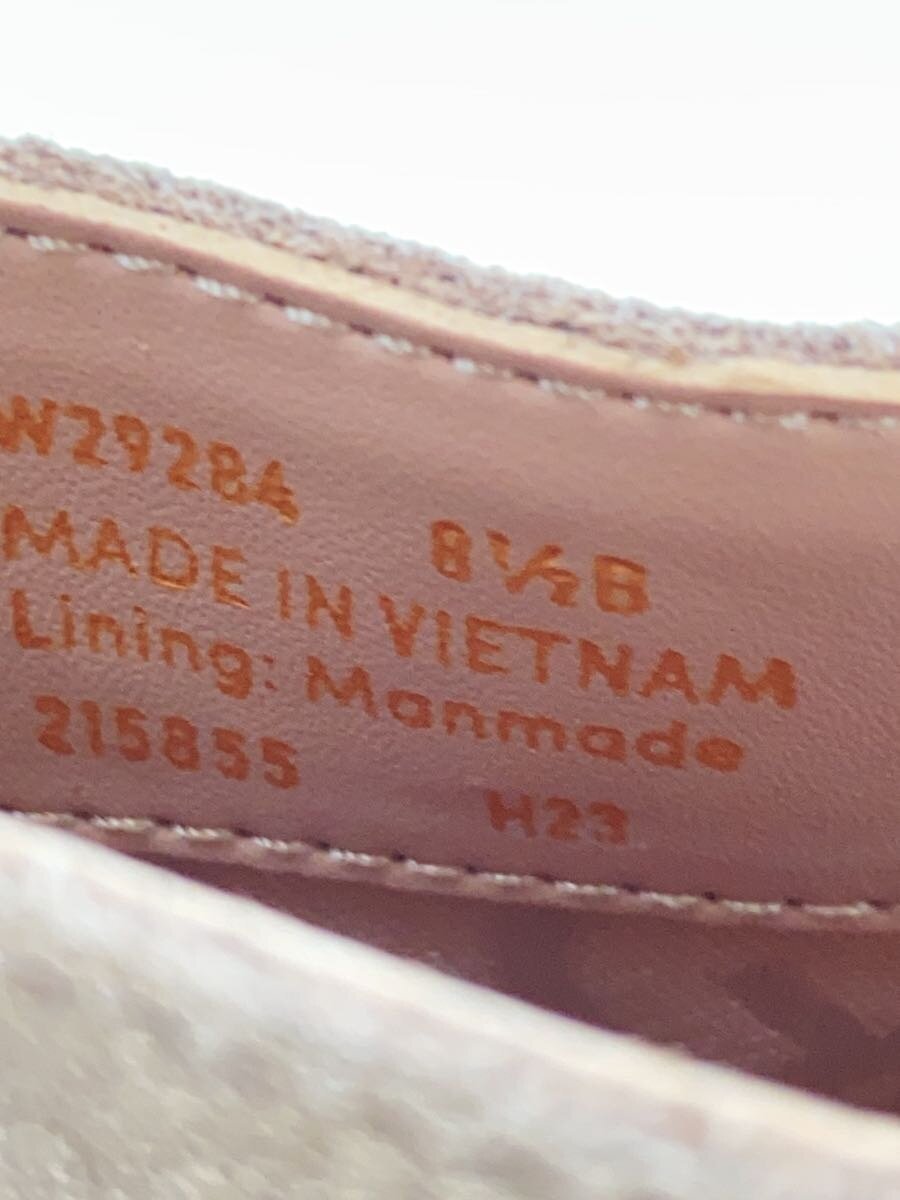 W29284
8½B
MADE IN VIETNAM
Lining: Manmade
215855
H23